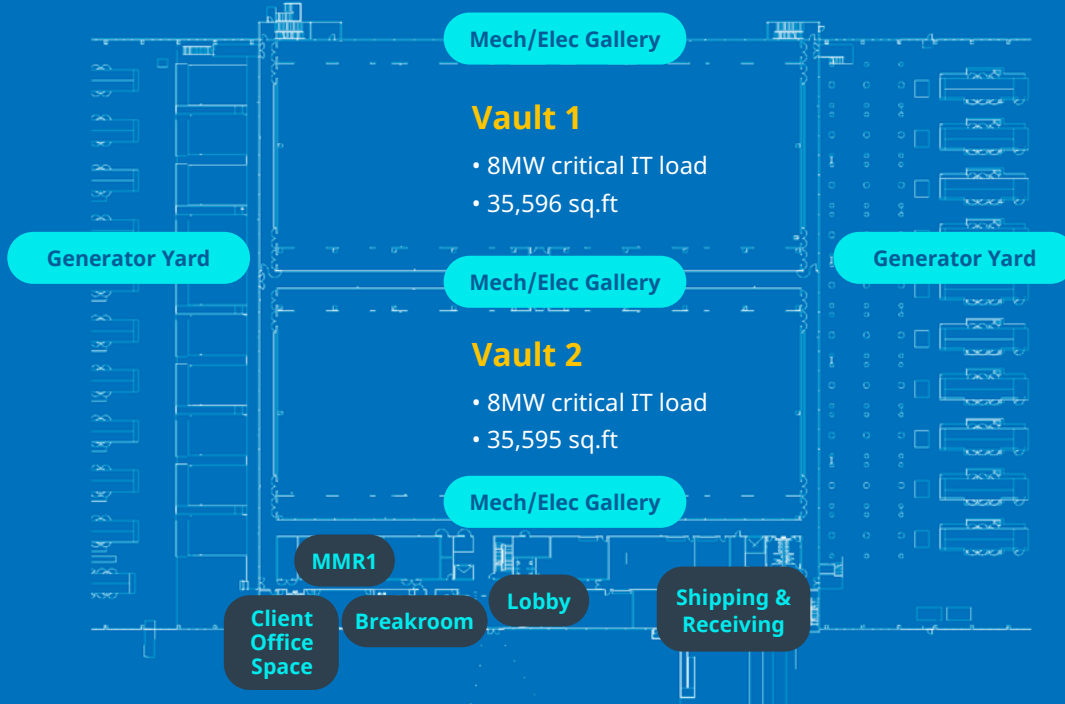 Mech/Elec Gallery
Vault 1
• 8MW critical IT load
• 35,596 sq.ft
Generator Yard
Generator Yard
Mech/Elec Gallery
Vault 2
• 8MW critical IT load
• 35,595 sq.ft
Mech/Elec Gallery
MMR1
Client
Office
Space
Breakroom
Lobby
Shipping &
Receiving